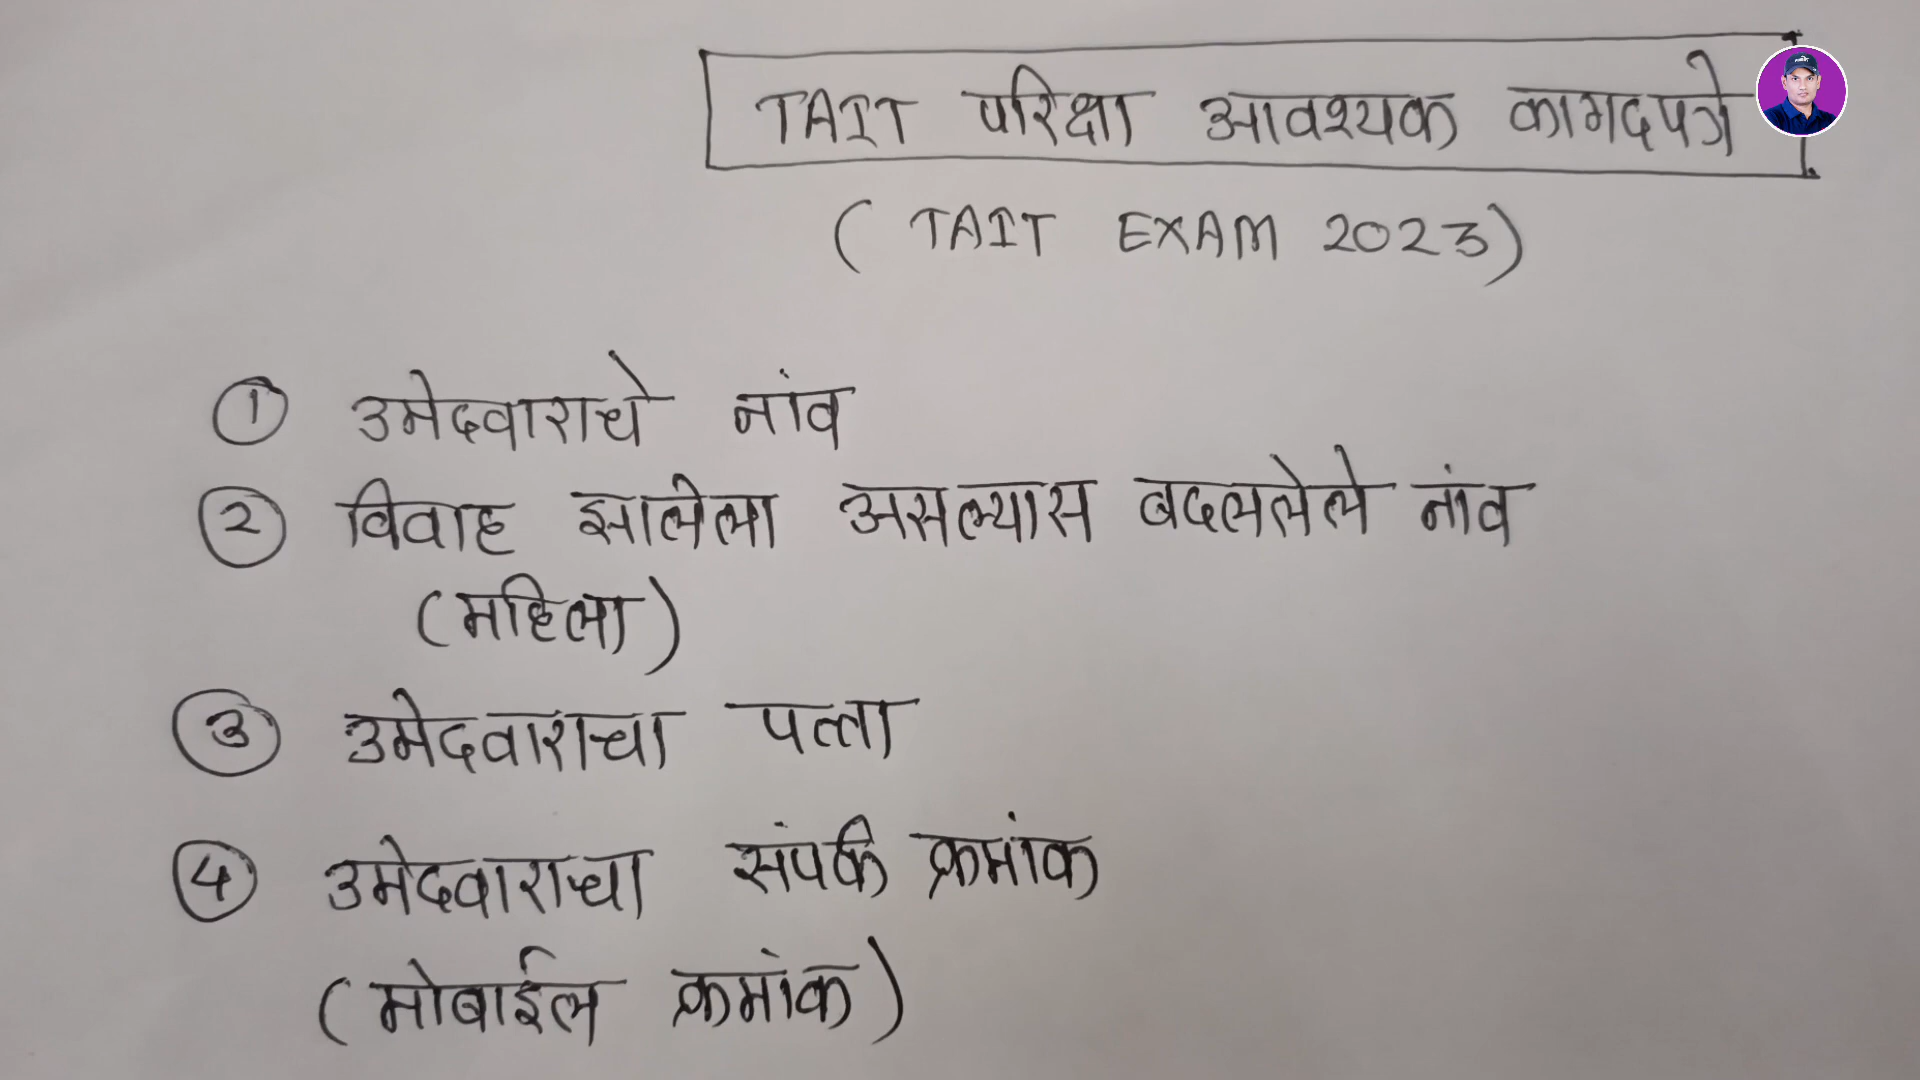 TAIT परिक्षा आवश्यक कागदपत्रे
( TAIT EXAM 2023)
① उमेदवाराचे नांव
② विवाह झालेला असल्यास बदललेले नांव
(महिला)
③ उमेदवाराचा पत्ता
④ उमेदवाराचा संपर्क क्रमांक
(मोबाईल क्रमांक)